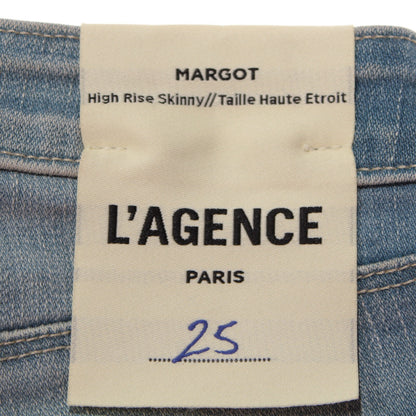 MARGOT
High Rise Skinny//Taille Haute Etroit
L'AGENCE
PARIS
25